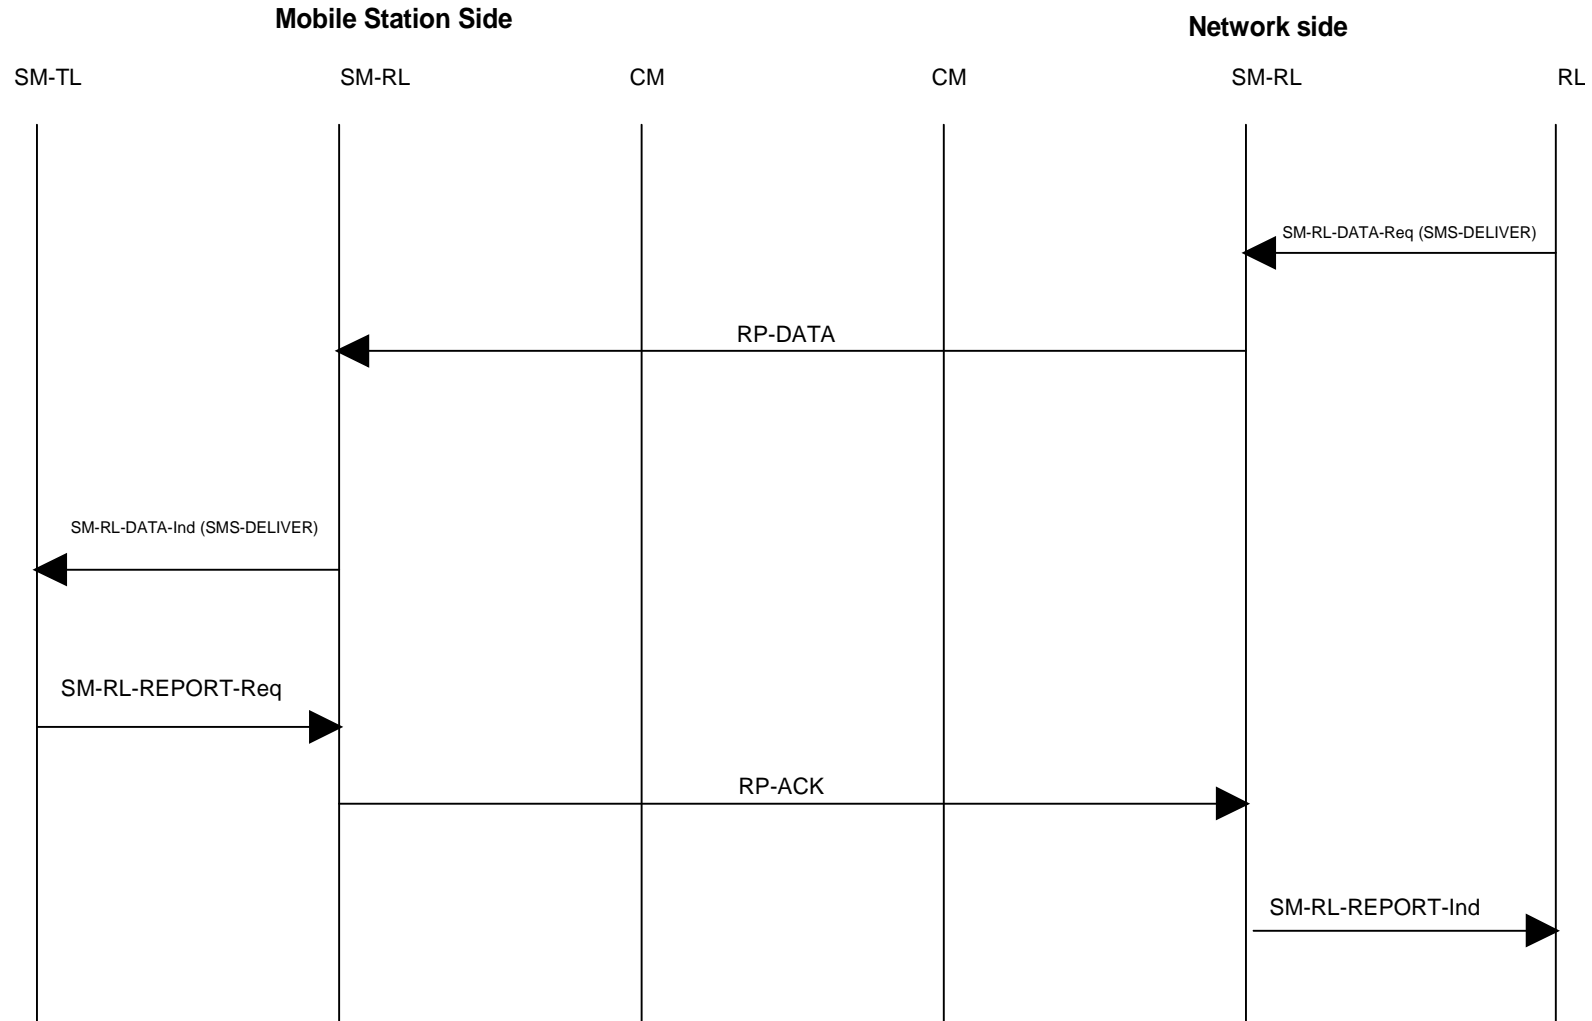 Mobile Station Side
Network side
SM-TL
SM-RL
CM
CM
SM-RL
RL
SM-RL-DATA-Req (SMS-DELIVER)
RP-DATA
SM-RL-DATA-Ind (SMS-DELIVER)
SM-RL-REPORT-Req
RP-ACK
SM-RL-REPORT-Ind